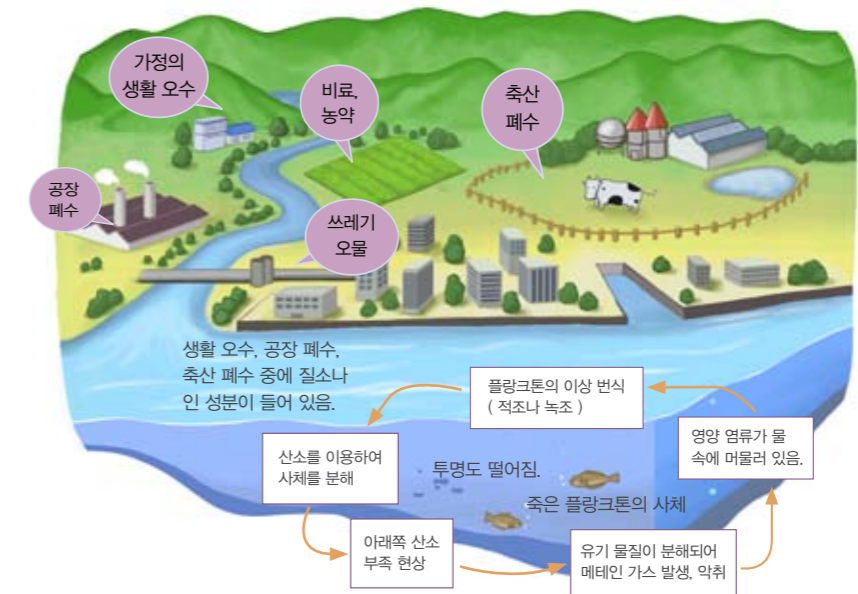 가정의
생활 오수
비료,
농약
축산
폐수
공장
폐수
쓰레기
오물
생활 오수, 공장 폐수,
축산 폐수 중에 질소나
인 성분이 들어 있음.
플랑크톤의 이상 번식
( 적조나 녹조 )
영양 염류가 물
속에 머물러 있음.
산소를 이용하여
사체를 분해
투명도 떨어짐.
죽은 플랑크톤의 사체
아래쪽 산소
부족 현상
유기 물질이 분해되어
메테인 가스 발생, 악취